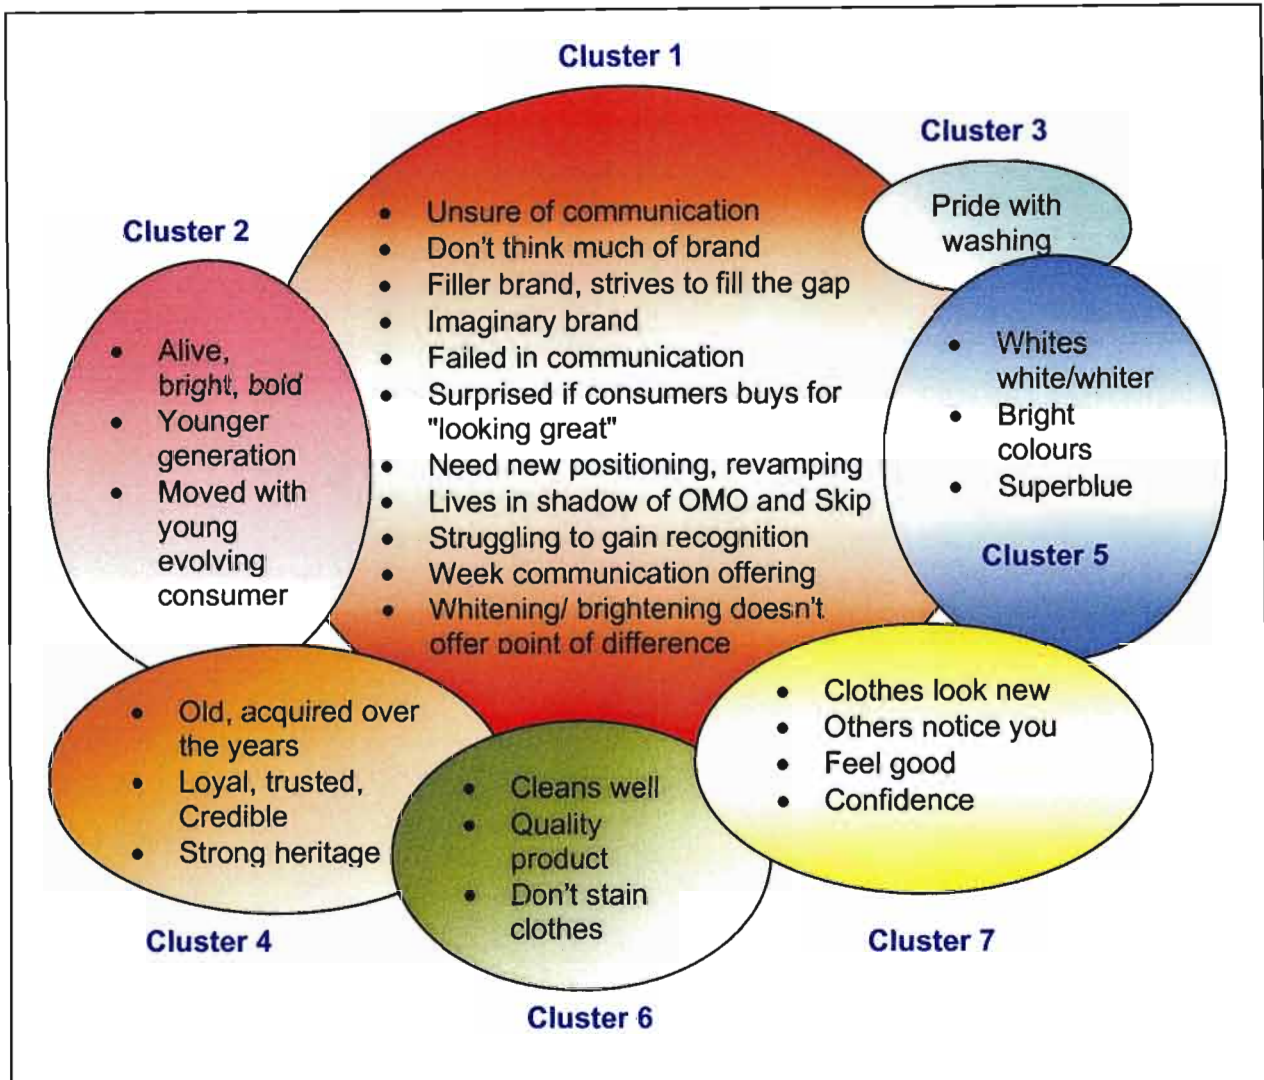 Cluster 1
• Unsure of communication
• Don't think much of brand
• Filler brand, strives to fill the gap
• Imaginary brand
• Failed in communication
• Surprised if consumers buys for
"looking great"
• Need new positioning, revamping
• Lives in shadow of OMO and Skip
• Struggling to gain recognition
• Week communication offering
• Whitening/ brightening doesn't
offer point of difference
Cluster 2
• Alive,
bright, bold
• Younger
generation
• Moved with
young
evolving
consumer
Cluster 3
Pride with
washing
• Whites
white/whiter
• Bright
colours
• Superblue
Cluster 5
• Old, acquired over
the years
• Loyal, trusted,
Credible
• Strong heritage
Cluster 4
• Cleans well
• Quality
product
• Don't stain
clothes
Cluster 6
• Clothes look new
• Others notice you
• Feel good
• Confidence
Cluster 7